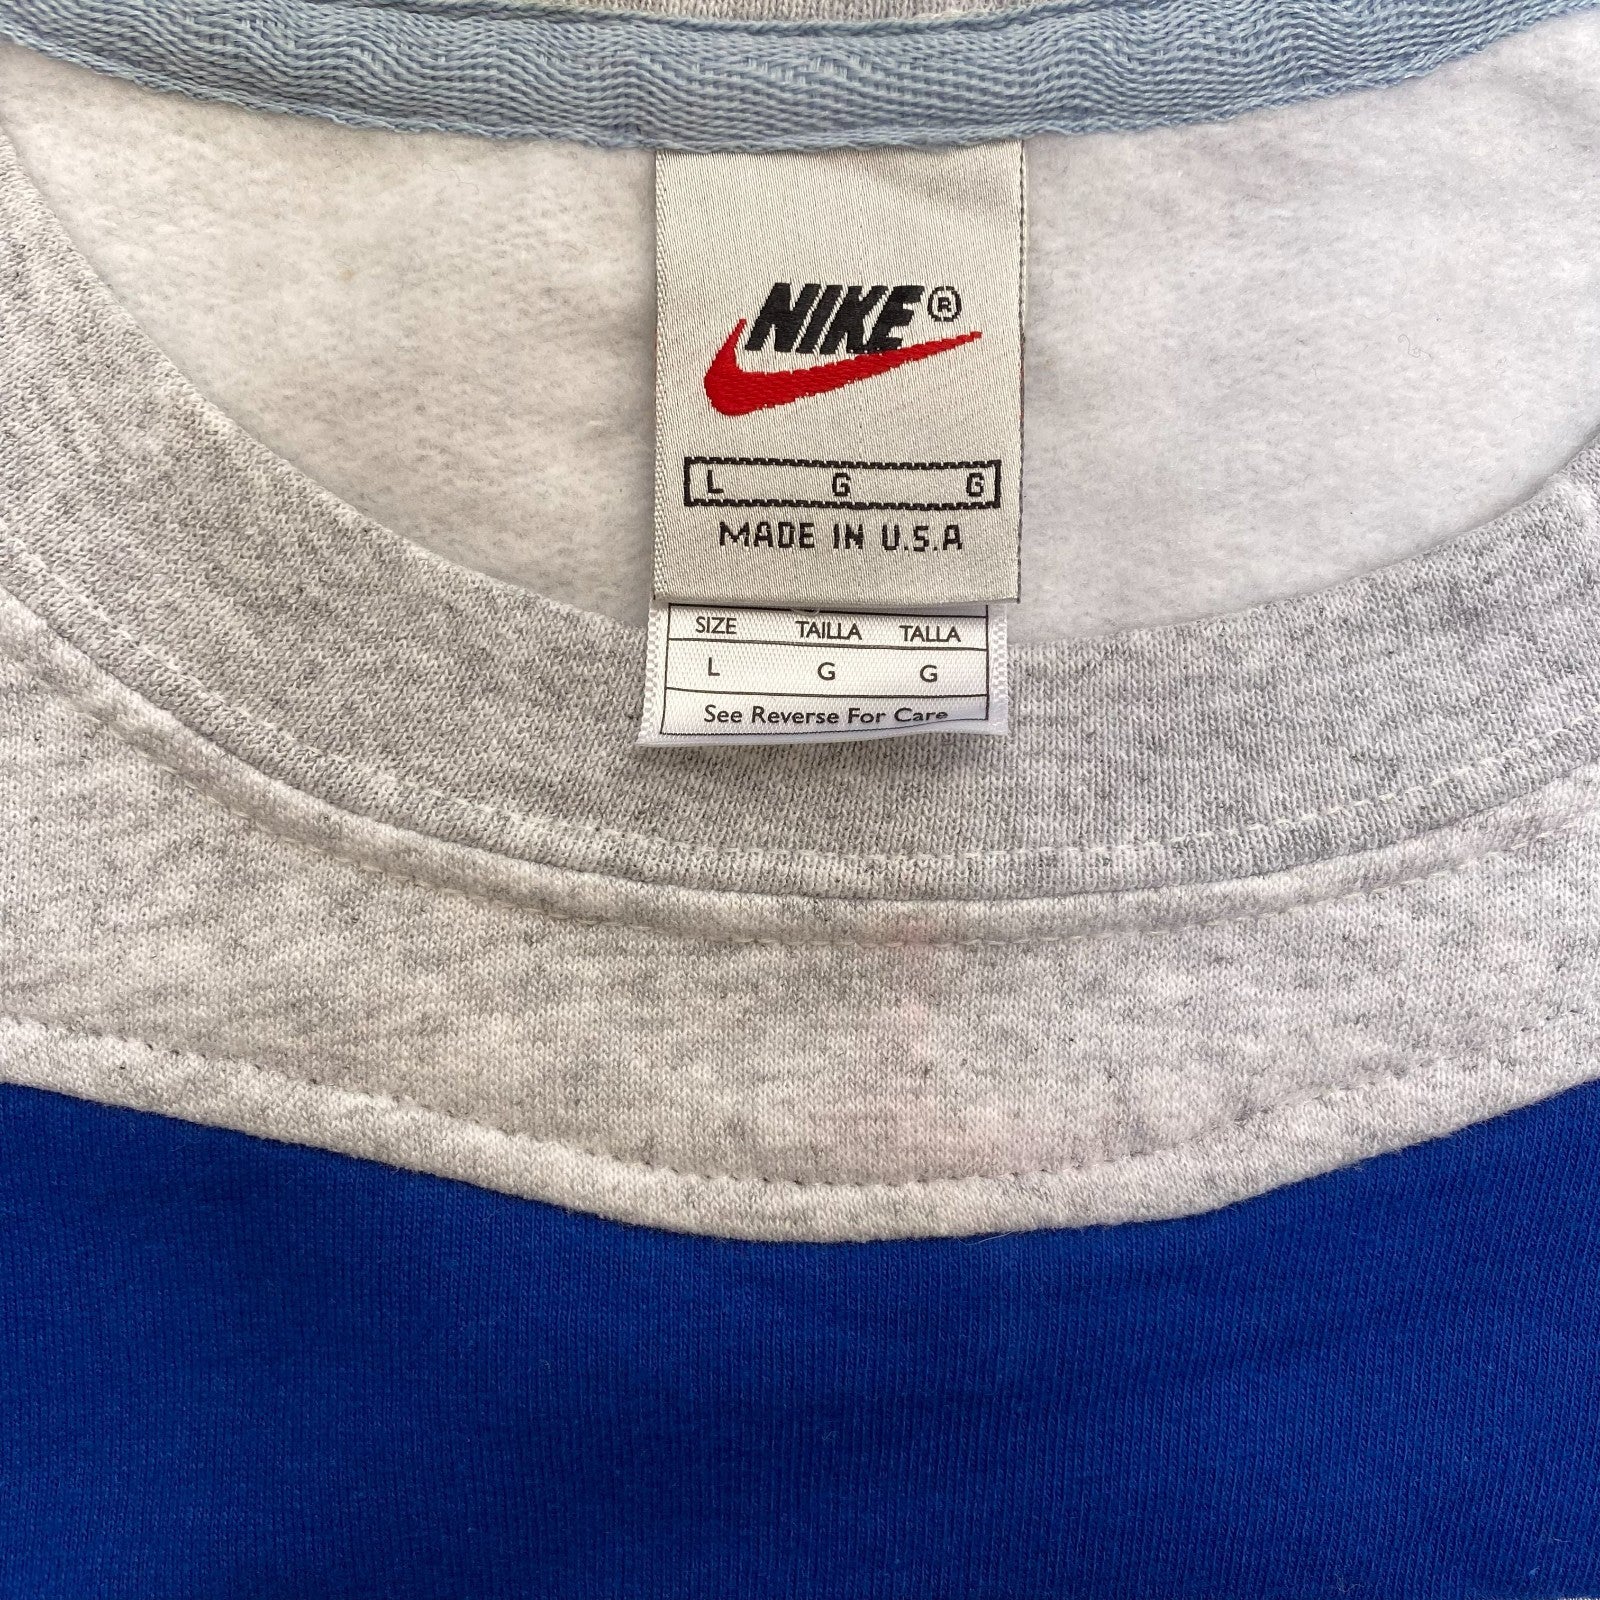 NIKE®
L G G
MADE IN U.S.A
SIZE TAILLA TALLA
L G G
See Reverse For Care